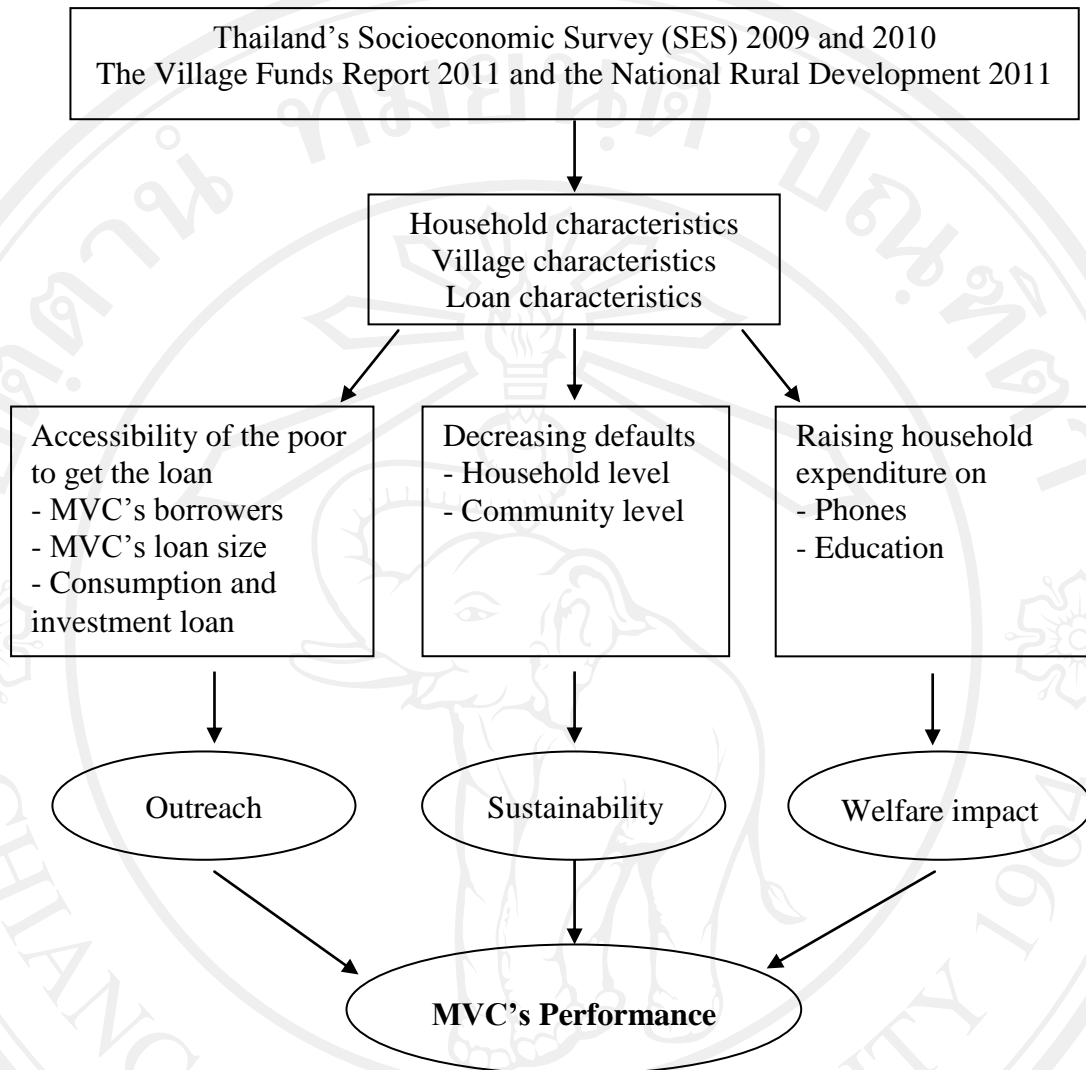 Thailand’s Socioeconomic Survey (SES) 2009 and 2010
The Village Funds Report 2011 and the National Rural Development 2011
Household characteristics
Village characteristics
Loan characteristics
Accessibility of the poor
to get the loan
- MVC’s borrowers
- MVC’s loan size
- Consumption and
investment loan
Decreasing defaults
- Household level
- Community level
Raising household
expenditure on
- Phones
- Education
Outreach
Sustainability
Welfare impact
MVC’s Performance
CHIANG
1964